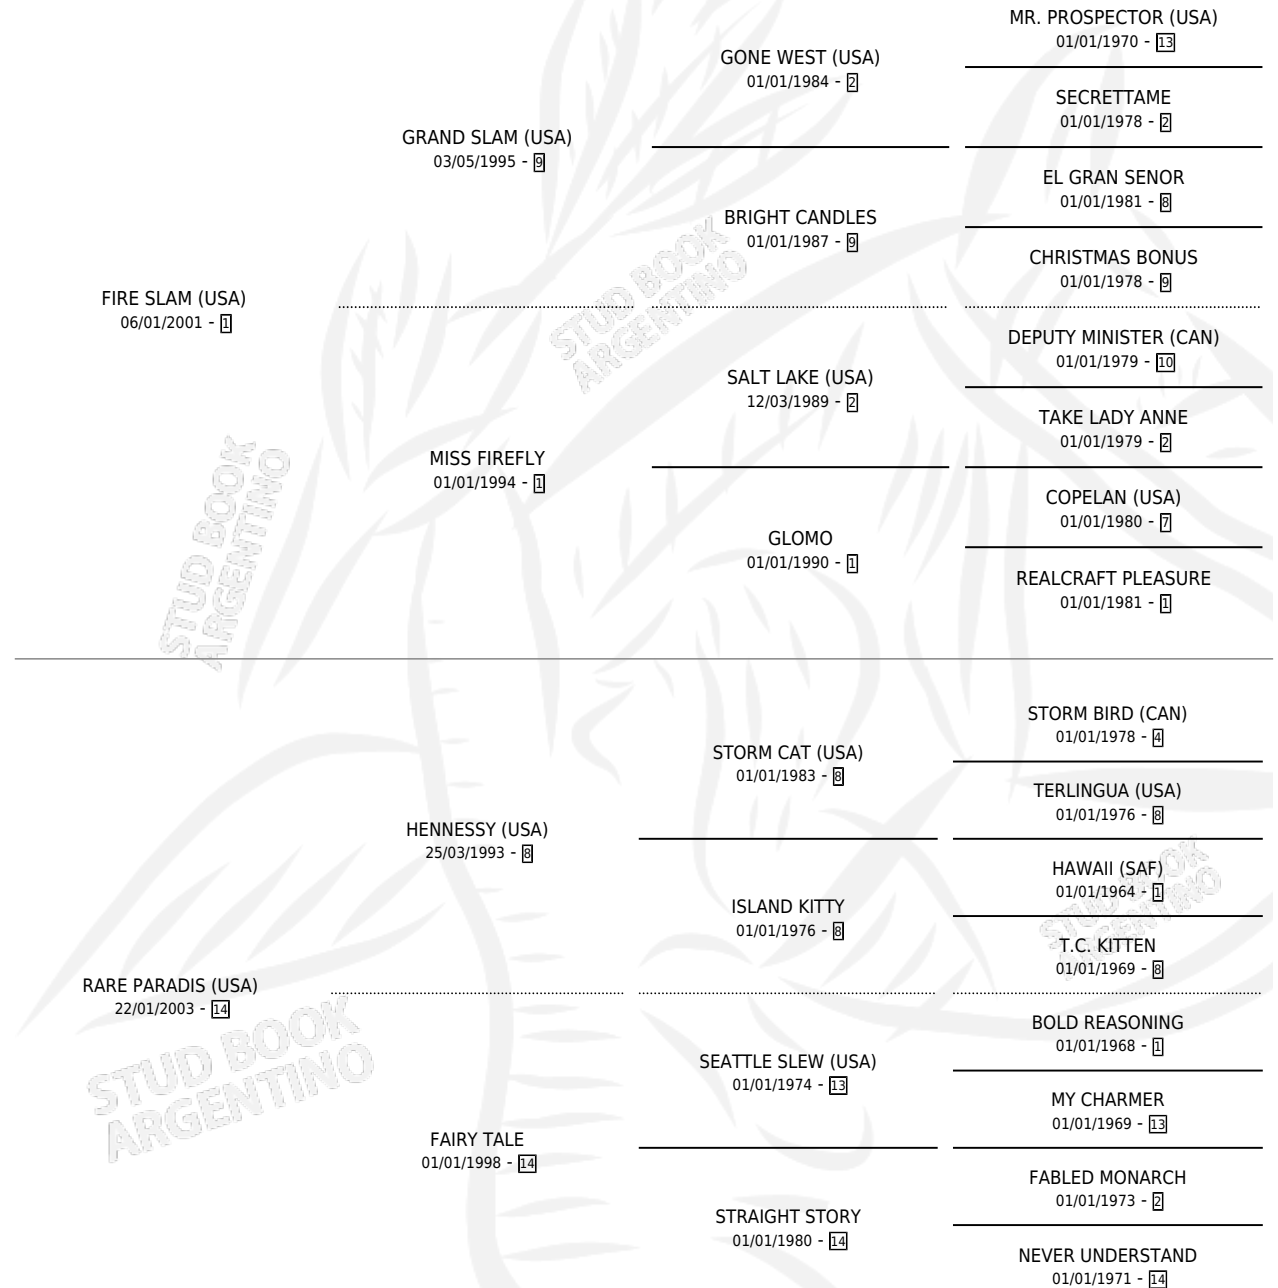 MR. PROSPECTOR (USA)
01/01/1970 - 13
GONE WEST (USA)
01/01/1984 - 2
SECRETTAME
01/01/1978 - 2
GRAND SLAM (USA)
03/05/1995 - 9
EL GRAN SENOR
01/01/1981 - 8
BRIGHT CANDLES
01/01/1987 - 9
CHRISTMAS BONUS
01/01/1978 - 9
FIRE SLAM (USA)
06/01/2001 - 1
STUD BOOK
ARGENTINO
DEPUTY MINISTER (CAN)
01/01/1979 - 10
SALT LAKE (USA)
12/03/1989 - 2
TAKE LADY ANNE
01/01/1979 - 2
MISS FIREFLY
01/01/1994 - 1
COPELAN (USA)
01/01/1980 - 7
GLOMO
01/01/1990 - 1
REALCRAFT PLEASURE
01/01/1981 - 1
STUD BOOK
ARGENTINO
STORM BIRD (CAN)
01/01/1978 - 4
STORM CAT (USA)
01/01/1983 - 8
TERLINGUA (USA)
01/01/1976 - 8
HENNESSY (USA)
25/03/1993 - 8
HAWAII (SAF)
01/01/1964 - 1
ISLAND KITTY
01/01/1976 - 8
T.C. KITTEN
01/01/1969 - 8
STUD BOOK
ARGENTINO
RARE PARADIS (USA)
22/01/2003 - 14
BOLD REASONING
01/01/1968 - 1
SEATTLE SLEW (USA)
01/01/1974 - 13
MY CHARMER
01/01/1969 - 13
STUD BOOK
ARGENTINO
FAIRY TALE
01/01/1998 - 14
FABLED MONARCH
01/01/1973 - 2
STRAIGHT STORY
01/01/1980 - 14
NEVER UNDERSTAND
01/01/1971 - 14